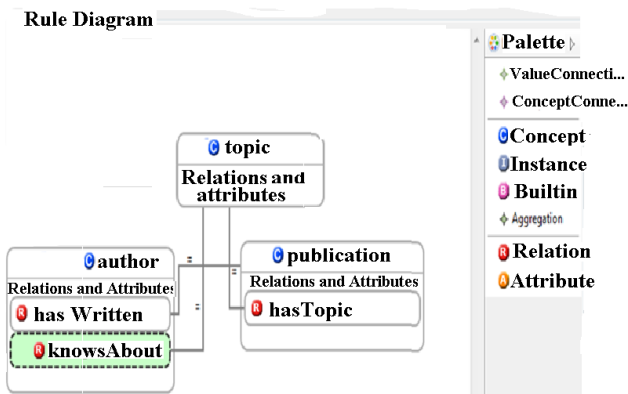 Rule Diagram
Palette
ValueConnecti...
ConceptConne...
C Concept
I Instance
B Builtin
Aggregation
R Relation
A Attribute
C topic
Relations and
attributes
C author
Relations and Attributes
R has Written
R knowsAbout
C publication
Relations and Attributes
R hasTopic
=
=
=